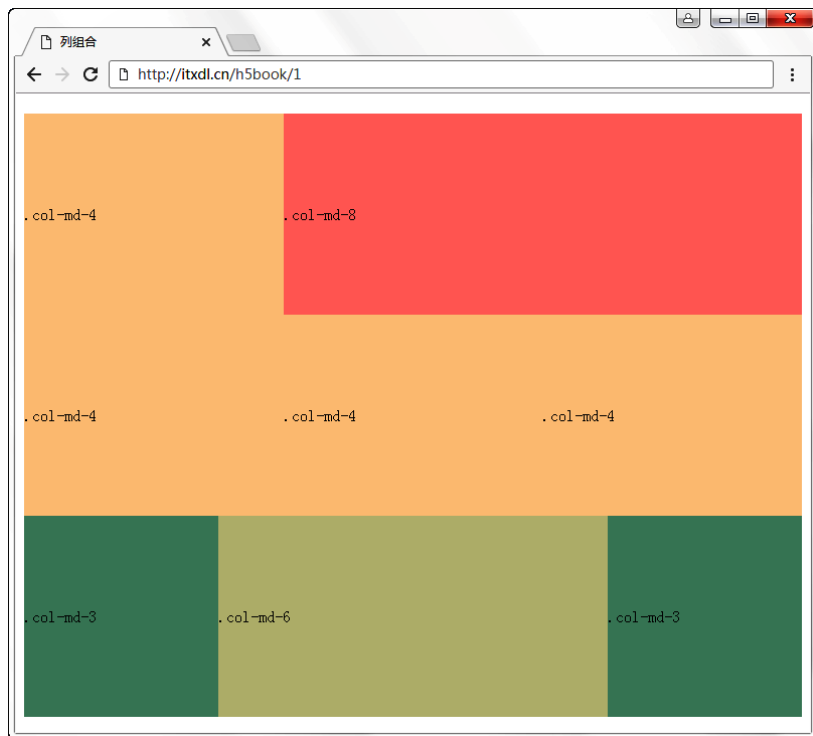 列组合
http://itxdl.cn/h5book/1
.col-md-4
.col-md-8
.col-md-4
.col-md-4
.col-md-4
.col-md-3
.col-md-6
.col-md-3